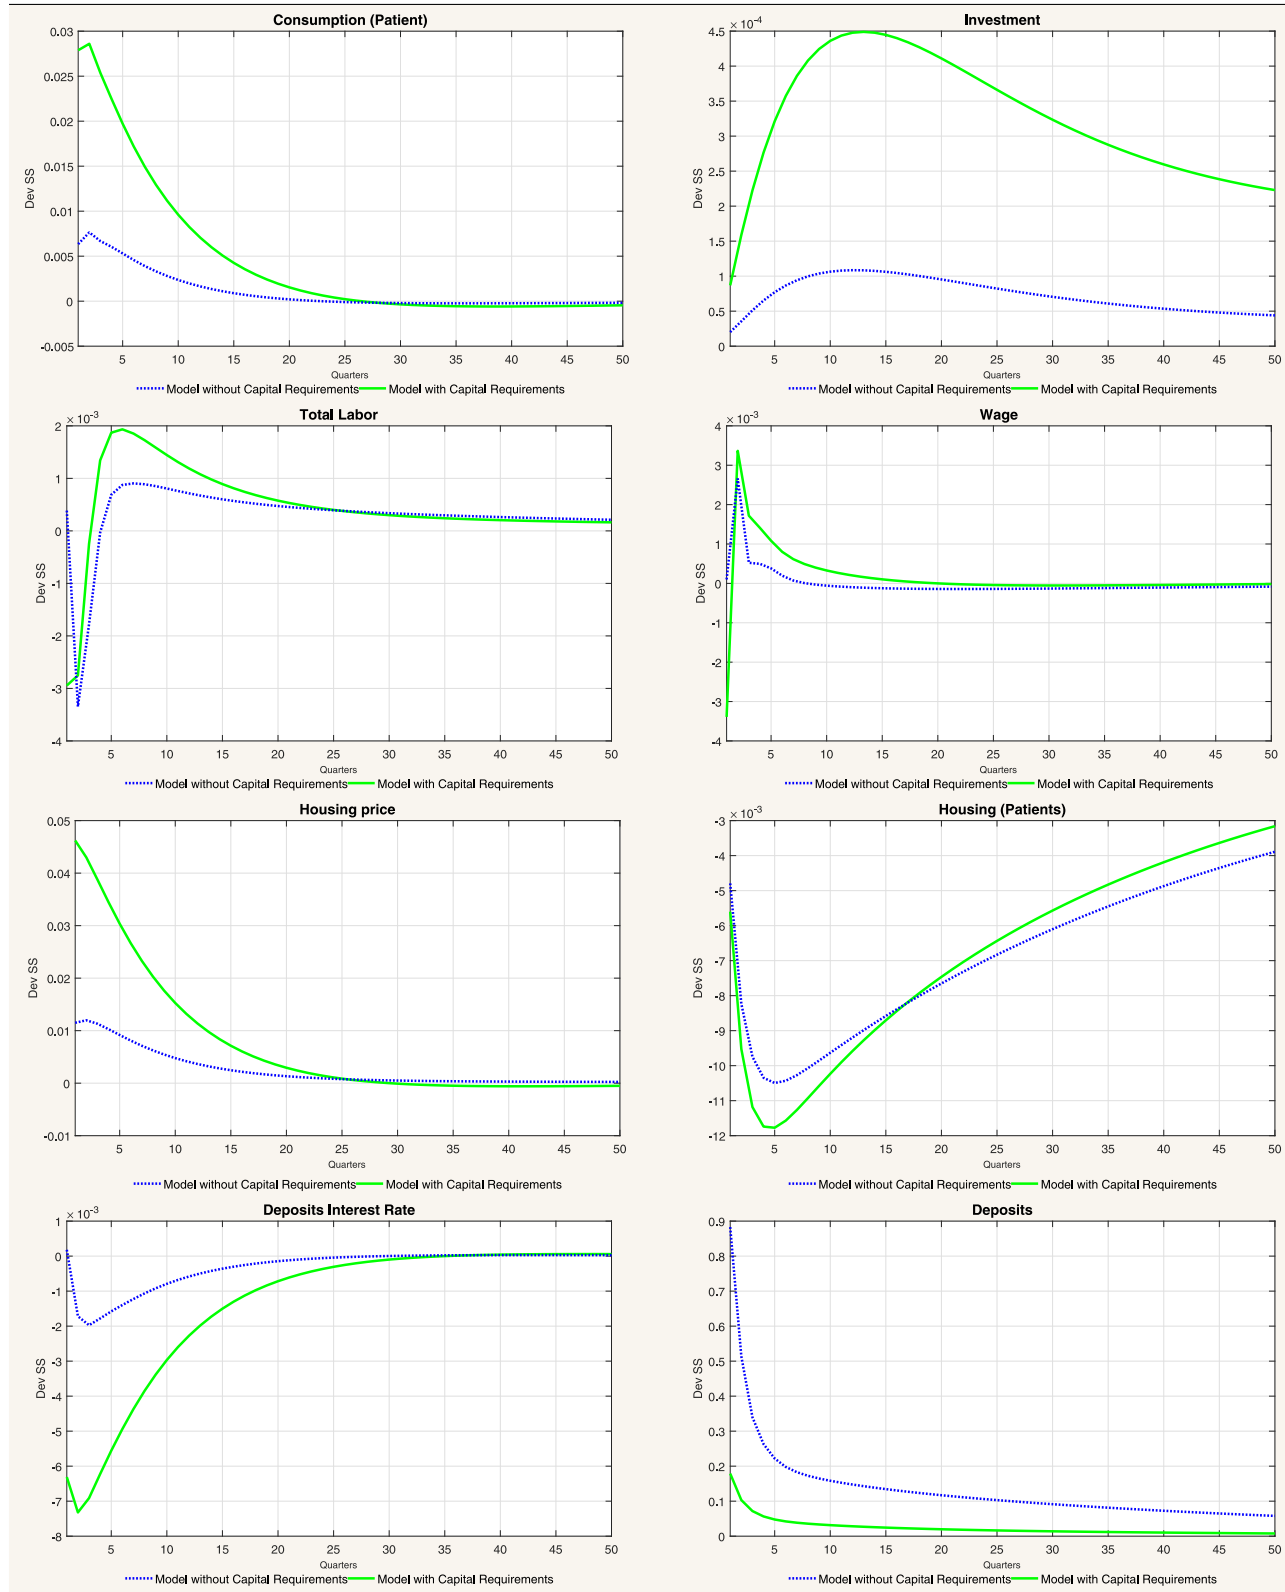 Consumption (Patient)
0.03
0.025
0.02
0.015
0.01
0.005
0
-0.005
Dev SS
5 10 15 20 25 30 35 40 45 50
Quarters
Model without Capital Requirements Model with Capital Requirements
Investment
× 10-4
4.5
4
3.5
3
2.5
2
1.5
1
0.5
0
Dev SS
5 10 15 20 25 30 35 40 45 50
Quarters
Model without Capital Requirements Model with Capital Requirements
Total Labor
× 10-3
2
1
0
-1
-2
-3
-4
Dev SS
5 10 15 20 25 30 35 40 45 50
Quarters
Model without Capital Requirements Model with Capital Requirements
Wage
× 10-3
4
3
2
1
0
-1
-2
-3
-4
Dev SS
5 10 15 20 25 30 35 40 45 50
Quarters
Model without Capital Requirements Model with Capital Requirements
Housing price
0.05
0.04
0.03
0.02
0.01
0
-0.01
Dev SS
5 10 15 20 25 30 35 40 45 50
Quarters
Model without Capital Requirements Model with Capital Requirements
Housing (Patients)
× 10-3
-3
-4
-5
-6
-7
-8
-9
-10
-11
-12
Dev SS
5 10 15 20 25 30 35 40 45 50
Quarters
Model without Capital Requirements Model with Capital Requirements
Deposits Interest Rate
× 10-3
1
0
-1
-2
-3
-4
-5
-6
-7
-8
Dev SS
5 10 15 20 25 30 35 40 45 50
Quarters
Model without Capital Requirements Model with Capital Requirements
Deposits
0.9
0.8
0.7
0.6
0.5
0.4
0.3
0.2
0.1
0
Dev SS
5 10 15 20 25 30 35 40 45 50
Quarters
Model without Capital Requirements Model with Capital Requirements